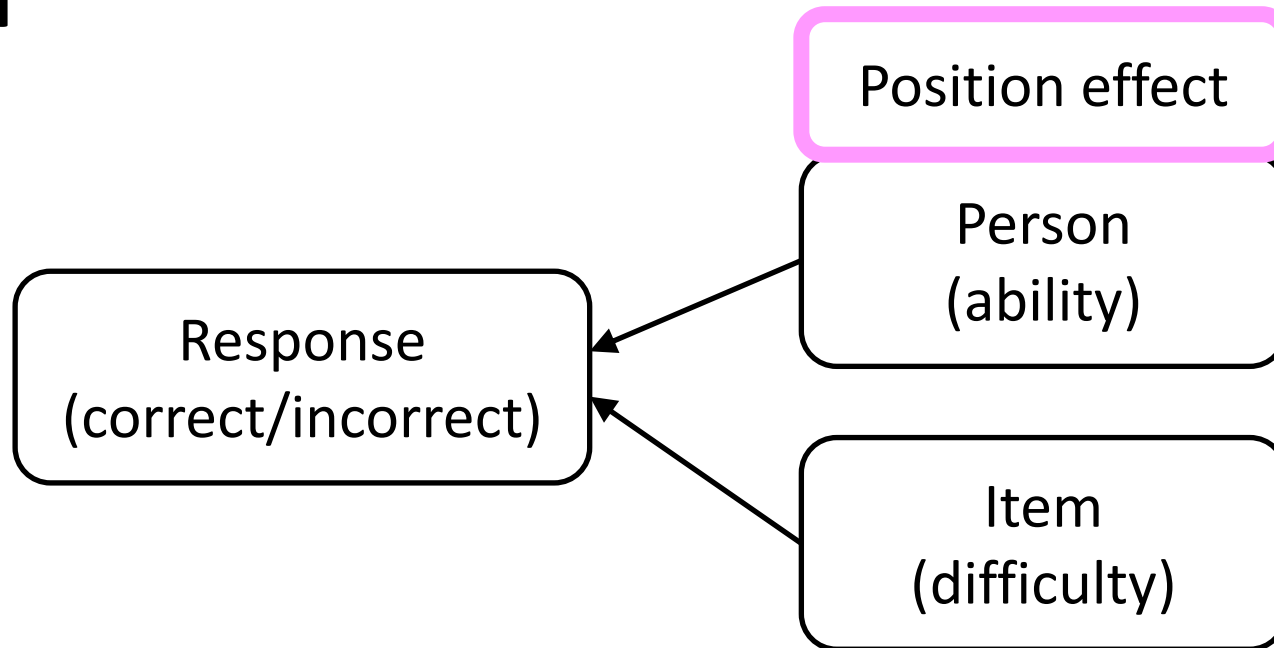 Position effect
Person
(ability)
Response
(correct/incorrect)
Item
(difficulty)